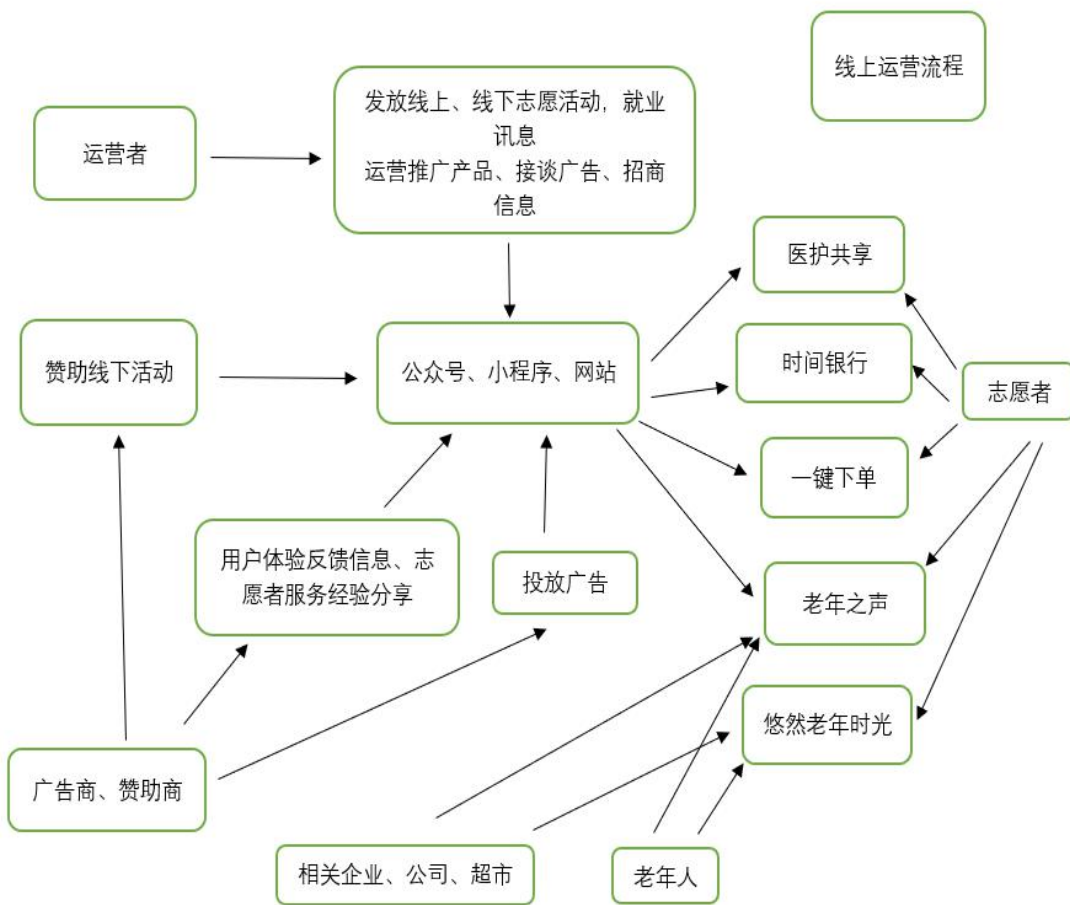 线上运营流程
发放线上、线下志愿活动，就业
讯息
运营推广产品、接谈广告、招商
信息
运营者
医护共享
赞助线下活动
公众号、小程序、网站
时间银行
志愿者
一键下单
用户体验反馈信息、志
愿者服务经验分享
投放广告
老年之声
悠然老年时光
广告商、赞助商
相关企业、公司、超市
老年人